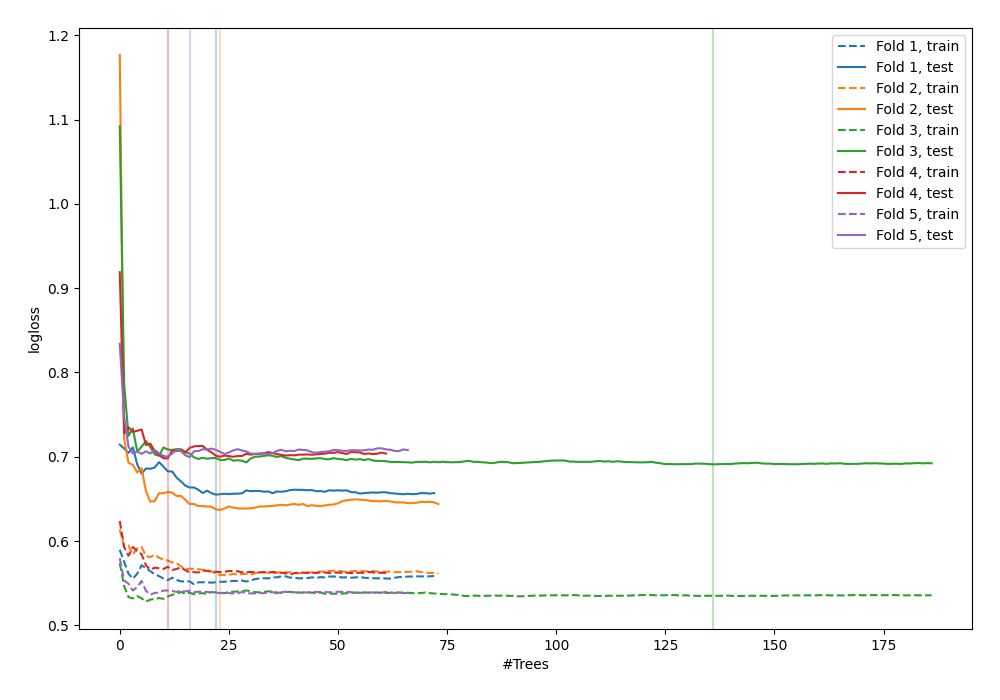 1.2
1.1
1.0
0.9
0.8
0.7
0.6
0.5
logloss
0
25
50
75
100
125
150
175
#Trees
Fold 1, train
Fold 1, test
Fold 2, train
Fold 2, test
Fold 3, train
Fold 3, test
Fold 4, train
Fold 4, test
Fold 5, train
Fold 5, test